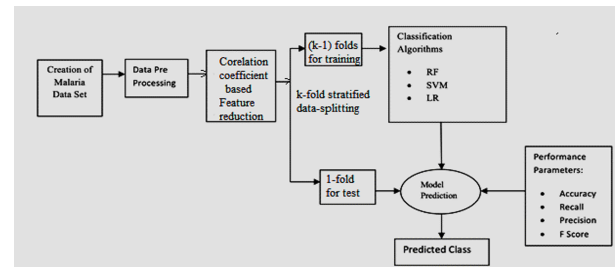 Creation of
Malaria
Data Set
Data Pre
Processing
Corelation
coefficient
based
Feature
reduction
(k-1) folds
for training
k-fold stratified
data-splitting
1-fold
for test
Classification
Algorithms
• RF
• SVM
• LR
Model
Prediction
Performance
Parameters:
• Accuracy
• Recall
• Precision
• F Score
Predicted Class